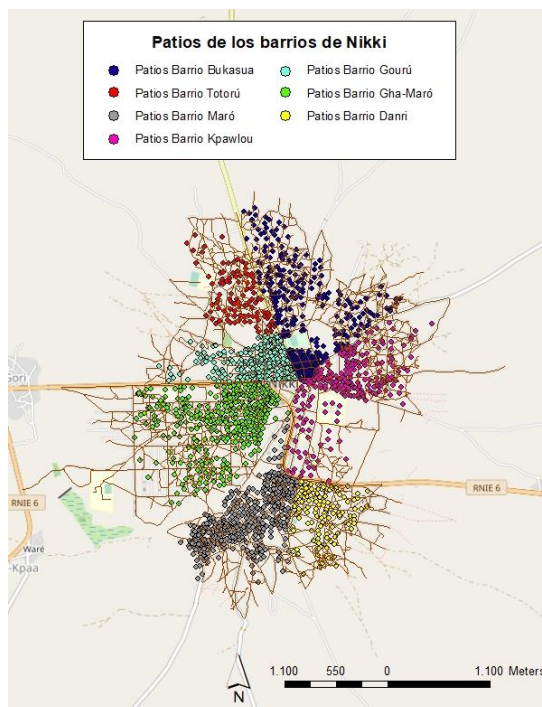 Patios de los barrios de Nikki
Patios Barrio Bukasua
Patios Barrio Gourú
Patios Barrio Totorú
Patios Barrio Gha-Maró
Patios Barrio Maró
Patios Barrio Danri
Patios Barrio Kpawlou
Gori
NIKKI
RNIE 6
RNIE 6
Waré
-Kpaa
1.100 550 0 1.100 Meters
N